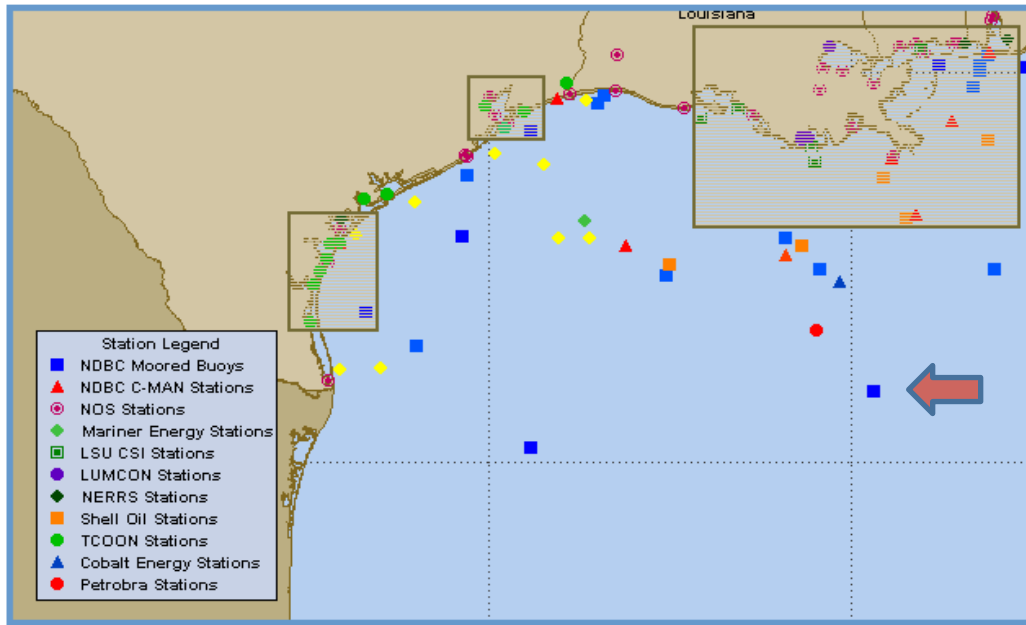 Louisiana
Station Legend
NDBC Moored Buoys
NDBC C-MAN Stations
NOS Stations
Mariner Energy Stations
LSU CSI Stations
LUMCON Stations
NERRS Stations
Shell Oil Stations
TCOON Stations
Cobalt Energy Stations
Petrobra Stations